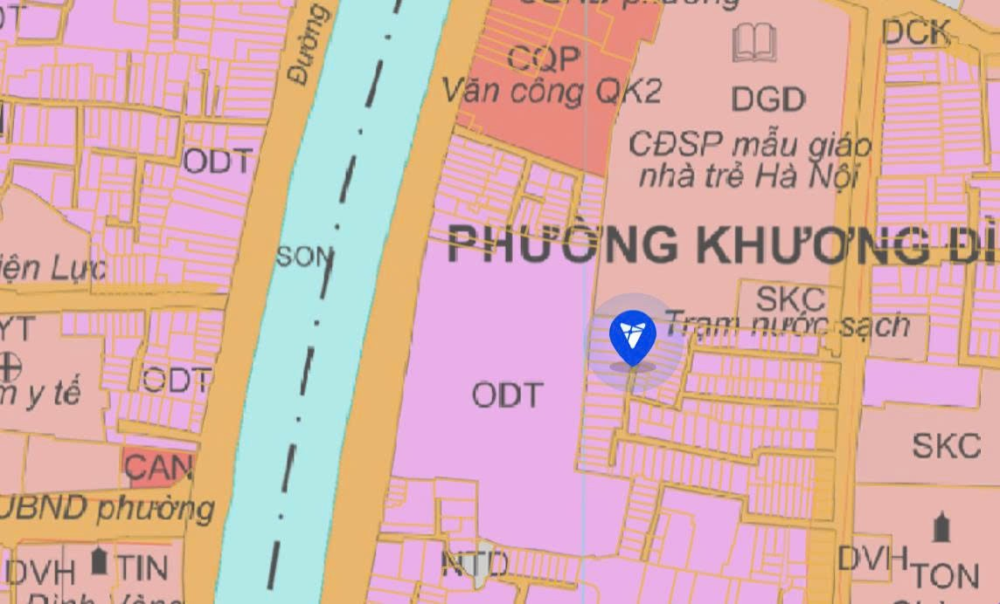 Đường
CQP
Văn công QK2
DCK
DGD
CĐSP mẫu giáo
nhà trẻ Hà Nội
ODT
SON
PHƯỜNG KHƯƠNG
iện Lực
SKC
Trạm nước sạch
YT
y tế
ODT
ODT
SKC
CAN
UBND phường
DVH
TIN
NTD
DVH
TON